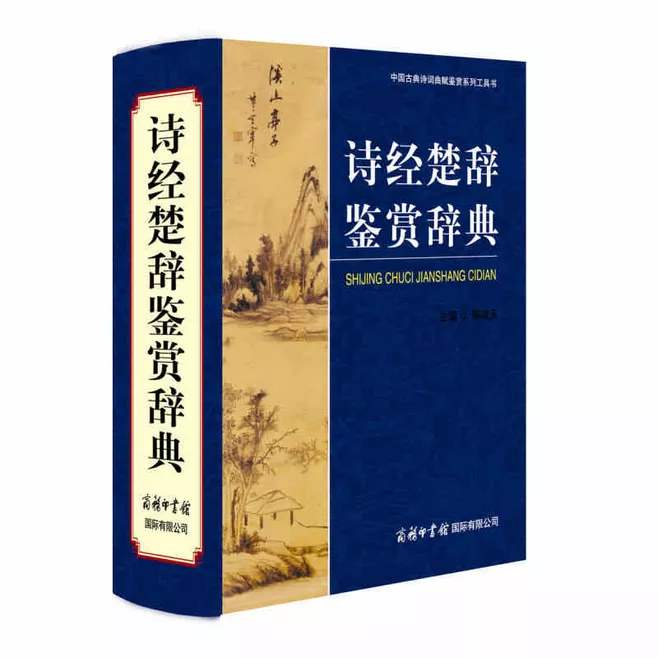 诗经楚辞鉴赏辞典
商务印书馆
国际有限公司
溪山亭子
中国古典诗词曲赋鉴赏系列工具书
诗经楚辞
鉴赏辞典
SHIJING CHUCI JIANSHANG CIDIAN
主编
商务印书馆国际有限公司